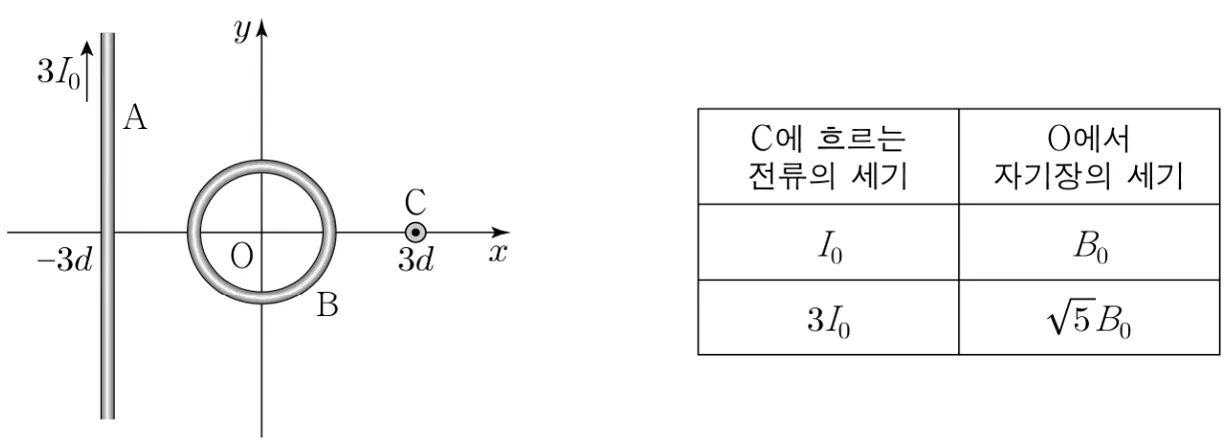 y
3I₀
A
C
O
−3d
3d
x
B
C에 흐르는
전류의 세기
O에서
자기장의 세기
I₀
B₀
3I₀
√5B₀